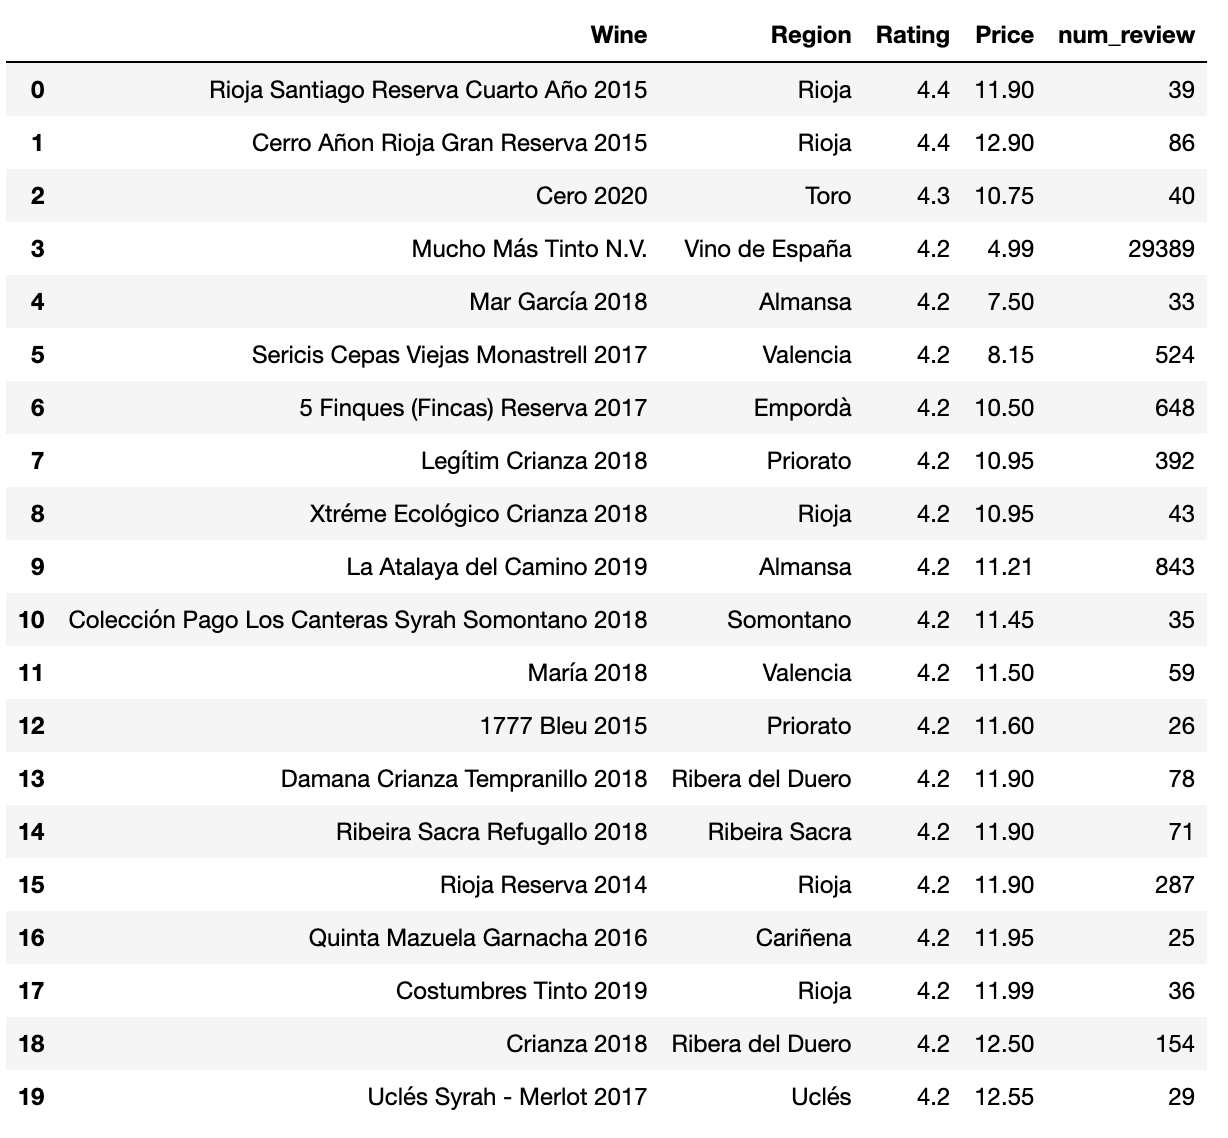 Wine Region Rating Price num_review
0 Rioja Santiago Reserva Cuarto Año 2015 Rioja 4.4 11.90 39
1 Cerro Añon Rioja Gran Reserva 2015 Rioja 4.4 12.90 86
2 Cero 2020 Toro 4.3 10.75 40
3 Mucho Más Tinto N.V. Vino de España 4.2 4.99 29389
4 Mar García 2018 Almansa 4.2 7.50 33
5 Sericis Cepas Viejas Monastrell 2017 Valencia 4.2 8.15 524
6 5 Finques (Fincas) Reserva 2017 Empordà 4.2 10.50 648
7 Legítim Crianza 2018 Priorato 4.2 10.95 392
8 Xtréme Ecológico Crianza 2018 Rioja 4.2 10.95 43
9 La Atalaya del Camino 2019 Almansa 4.2 11.21 843
10 Colección Pago Los Canteras Syrah Somontano 2018 Somontano 4.2 11.45 35
11 María 2018 Valencia 4.2 11.50 59
12 1777 Bleu 2015 Priorato 4.2 11.60 26
13 Damana Crianza Tempranillo 2018 Ribera del Duero 4.2 11.90 78
14 Ribeira Sacra Refugallo 2018 Ribeira Sacra 4.2 11.90 71
15 Rioja Reserva 2014 Rioja 4.2 11.90 287
16 Quinta Mazuela Garnacha 2016 Cariñena 4.2 11.95 25
17 Costumbres Tinto 2019 Rioja 4.2 11.99 36
18 Crianza 2018 Ribera del Duero 4.2 12.50 154
19 Uclés Syrah - Merlot 2017 Uclés 4.2 12.55 29